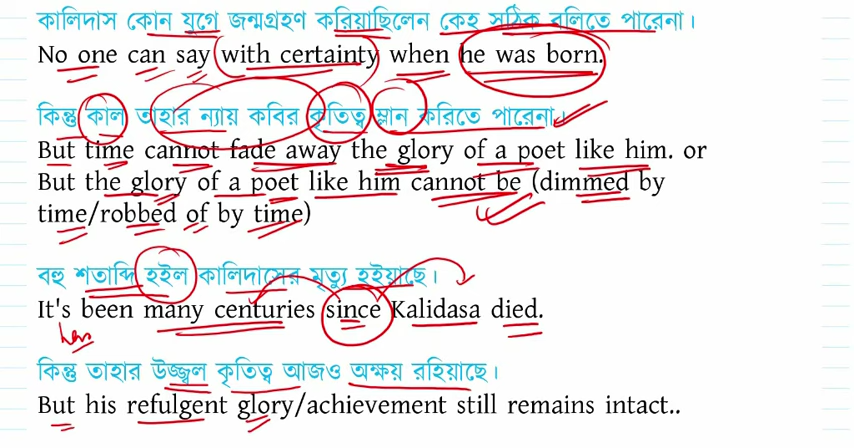 কালিদাস কোন যুগে জন্মগ্রহণ করিয়াছিলেন কেহ সঠিক বলিতে পারেনা।
No one can say with certainty when he was born.
কিন্তু কাল তাহার ন্যায় কবির কৃতিত্ব ম্লান করিতে পারেনা।
But time cannot fade away the glory of a poet like him. or
But the glory of a poet like him cannot be (dimmed by
time/robbed of by time)
বহু শতাব্দি হইল কালিদাসের মৃত্যু হইয়াছে।
It's been many centuries since Kalidasa died.
has
কিন্তু তাহার উজ্জ্বল কৃতিত্ব আজও অক্ষয় রহিয়াছে।
But his refulgent glory/achievement still remains intact..